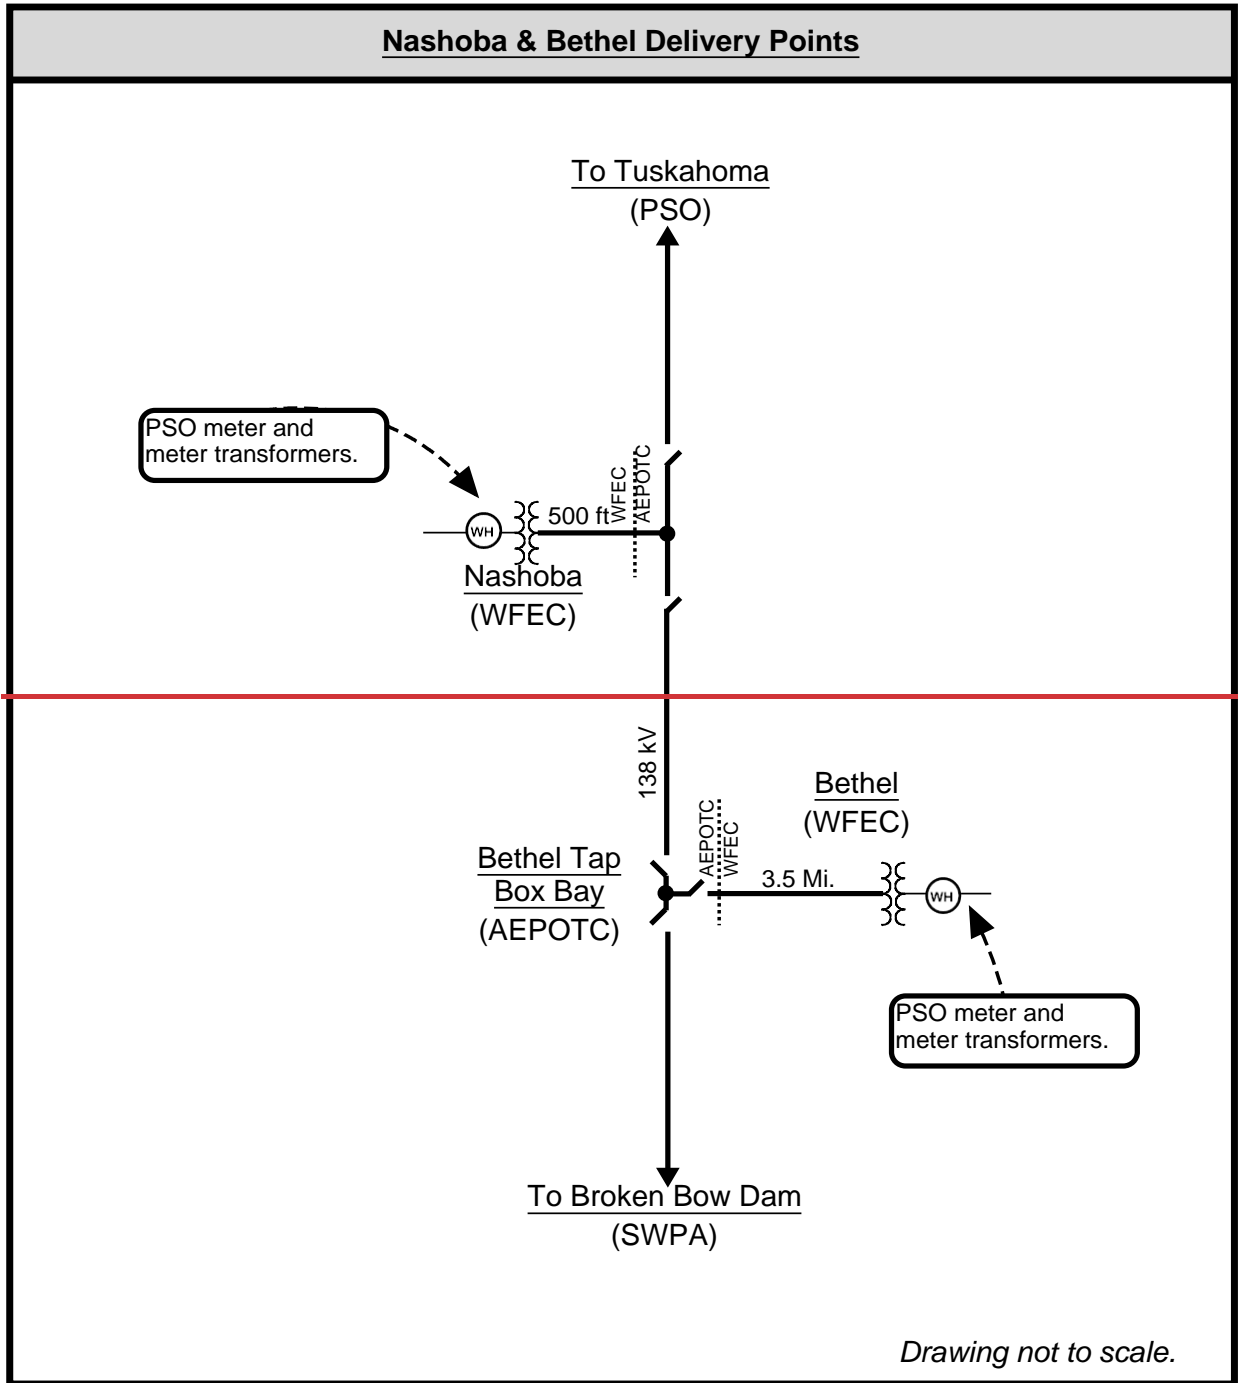 Nashoba & Bethel Delivery Points
To Tuskahoma
(PSO)
PSO meter and
meter transformers.
WFEC
AEPOTC
WH
500 ft
Nashoba
(WFEC)
138 kV
Bethel
(WFEC)
AEPOTC
WFEC
Bethel Tap
Box Bay
(AEPOTC)
3.5 Mi.
WH
PSO meter and
meter transformers.
To Broken Bow Dam
(SWPA)
Drawing not to scale.